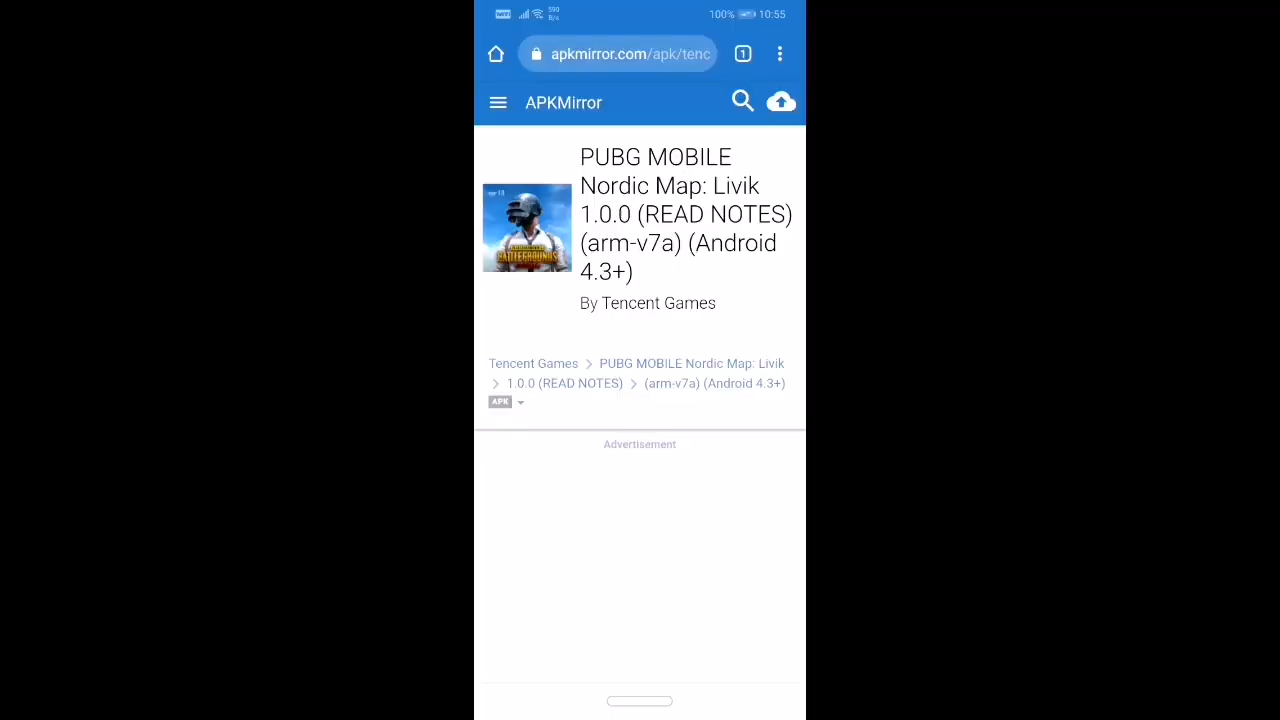 590
B/s
100%
10:55
apkmirror.com/apk/tenc
1
APKMirror
PUBG MOBILE
Nordic Map: Livik
1.0.0 (READ NOTES)
(arm-v7a) (Android
4.3+)
By Tencent Games
BATTLEGROUNDS
Tencent Games > PUBG MOBILE Nordic Map: Livik
> 1.0.0 (READ NOTES) > (arm-v7a) (Android 4.3+)
APK
Advertisement